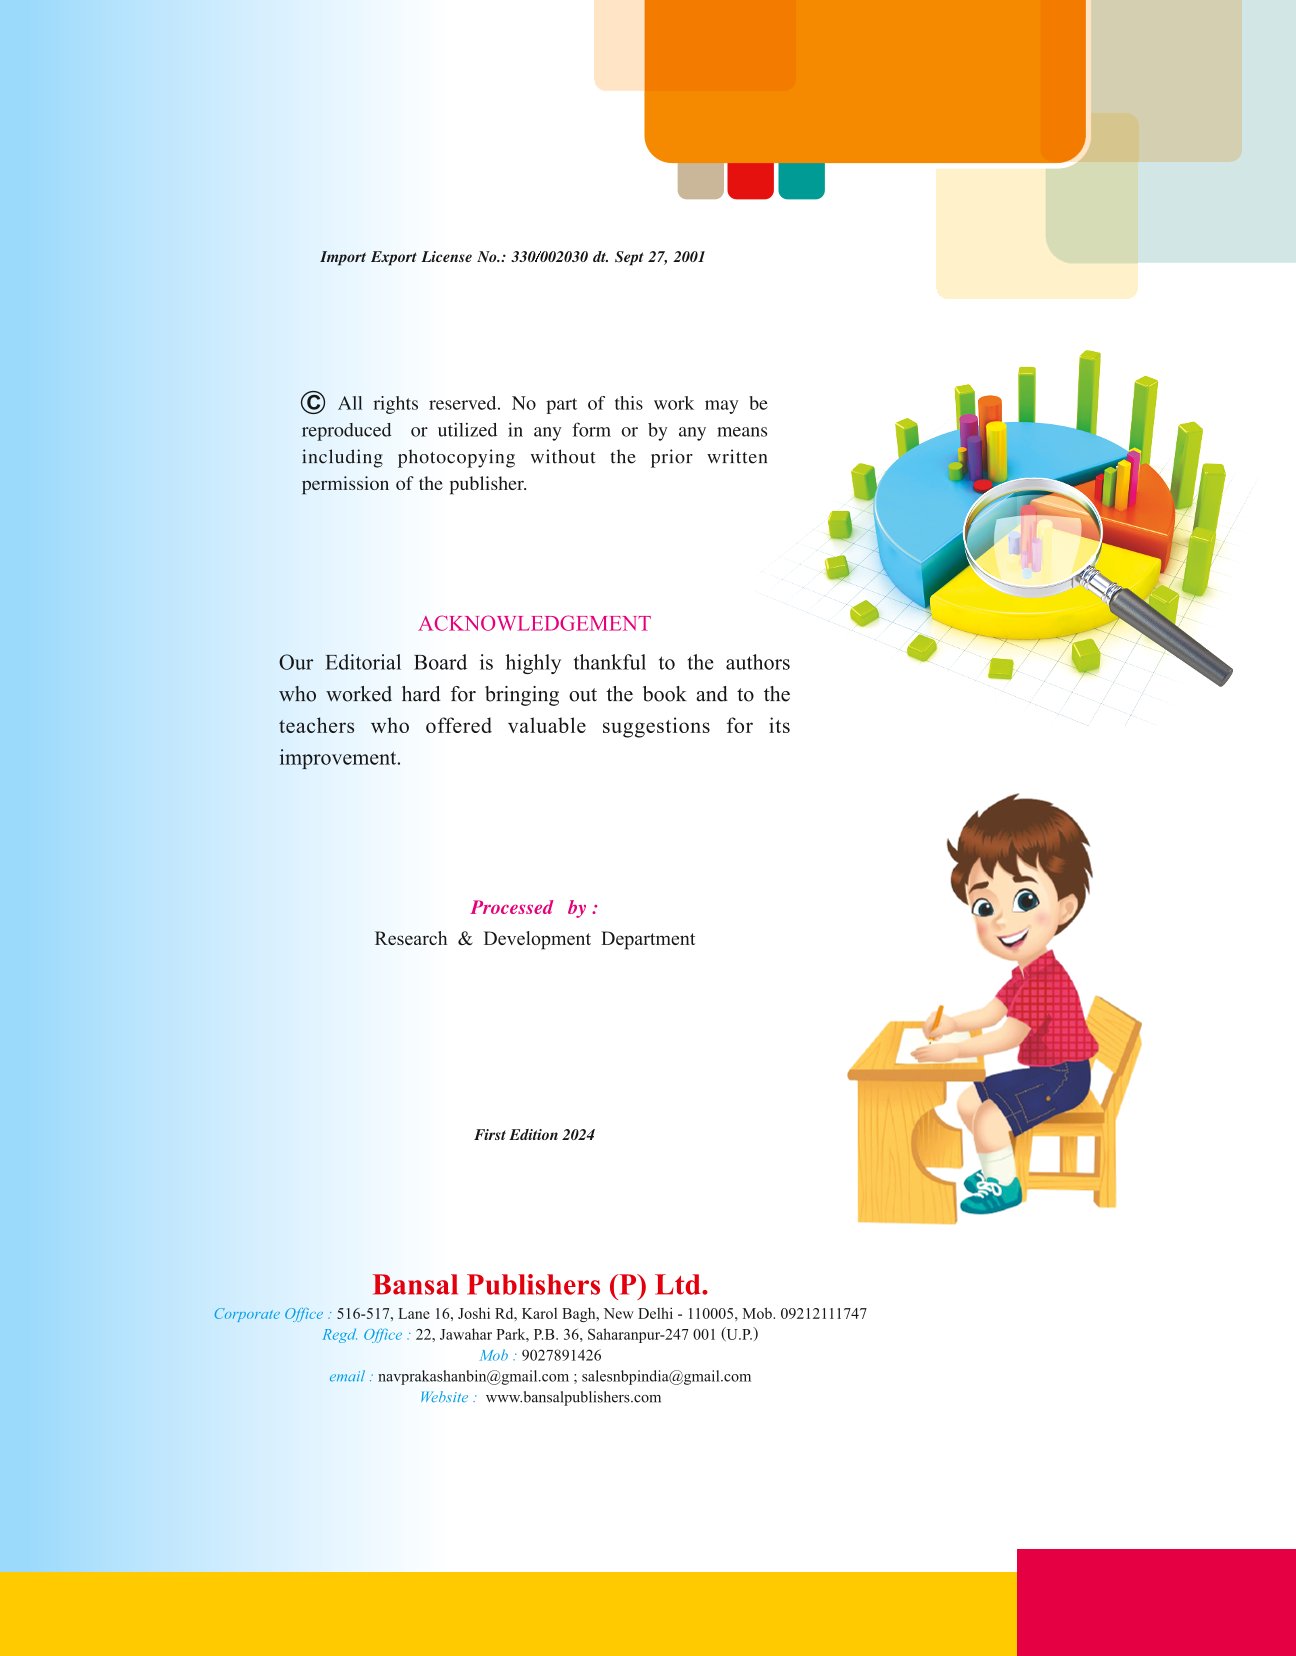 Import Export License No.: 330/002030 dt. Sept 27, 2001
© All rights reserved. No part of this work may be
reproduced or utilized in any form or by any means
including photocopying without the prior written
permission of the publisher.
ACKNOWLEDGEMENT
Our Editorial Board is highly thankful to the authors
who worked hard for bringing out the book and to the
teachers who offered valuable suggestions for its
improvement.
Processed by :
Research & Development Department
First Edition 2024
Bansal Publishers (P) Ltd.
Corporate Office : 516-517, Lane 16, Joshi Rd, Karol Bagh, New Delhi - 110005, Mob. 09212111747
Regd. Office : 22, Jawahar Park, P.B. 36, Saharanpur-247 001 (U.P.)
Mob : 9027891426
email : navprakashanbin@gmail.com ; salesnbpindia@gmail.com
Website : www.bansalpublishers.com